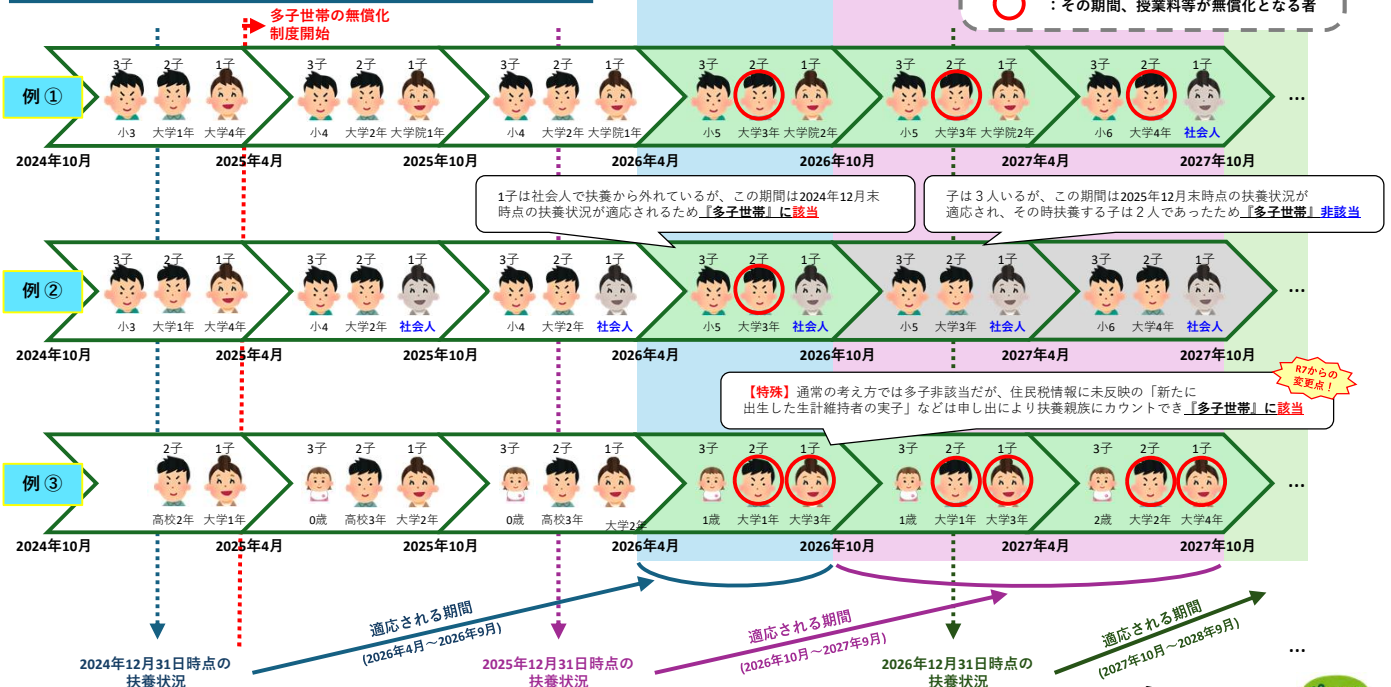 ：その期間、授業料等が無償化となる者
多子世帯の無償化
制度開始
例①
3子 2子 1子
小3 大学1年 大学4年
3子 2子 1子
小4 大学2年 大学院1年
3子 2子 1子
小4 大学2年 大学院1年
3子 2子 1子
小5 大学3年 大学院2年
3子 2子 1子
小5 大学3年 大学院2年
3子 2子 1子
小6 大学4年 社会人
…
2024年10月 2025年4月 2025年10月 2026年4月 2026年10月 2027年4月 2027年10月
1子は社会人で扶養から外れているが、この期間は2024年12月末
時点の扶養状況が適応されるため『多子世帯』に該当
子は３人いるが、この期間は2025年12月末時点の扶養状況が
適応され、その時扶養する子は２人であったため『多子世帯』非該当
例②
3子 2子 1子
小3 大学1年 大学4年
3子 2子 1子
小4 大学2年 社会人
3子 2子 1子
小4 大学2年 社会人
3子 2子 1子
小5 大学3年 社会人
3子 2子 1子
小5 大学3年 社会人
3子 2子 1子
小6 大学4年 社会人
…
2024年10月 2025年4月 2025年10月 2026年4月 2026年10月 2027年4月 2027年10月
【特殊】通常の考え方では多子非該当だが、住民税情報に未反映の「新たに
出生した生計維持者の実子」などは申し出により扶養親族にカウントでき『多子世帯』に該当
R7からの
変更点！
例③
2子 1子
高校2年 大学1年
3子 2子 1子
0歳 高校3年 大学2年
3子 2子 1子
0歳 高校3年 大学2年
3子 2子 1子
1歳 大学1年 大学3年
3子 2子 1子
1歳 大学1年 大学3年
3子 2子 1子
2歳 大学2年 大学4年
…
2024年10月 2025年4月 2025年10月 2026年4月 2026年10月 2027年4月 2027年10月
適応される期間
(2026年4月～2026年9月)
適応される期間
(2026年10月～2027年9月)
適応される期間
(2027年10月～2028年9月)
…
2024年12月31日時点の
扶養状況
2025年12月31日時点の
扶養状況
2026年12月31日時点の
扶養状況